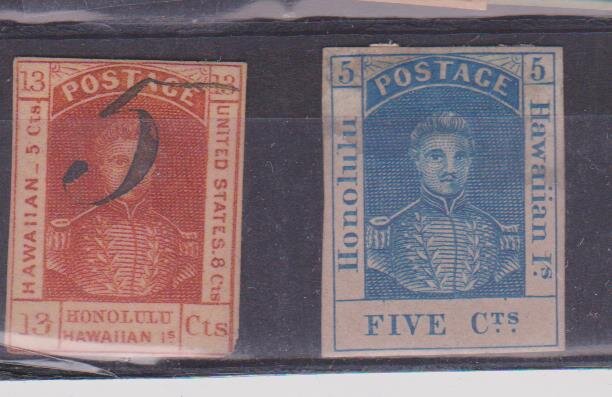 13 POSTAGE 13
HAWAIIAN_5 Cts.
5
UNITED STATES.8 Cts
13 HONOLULU Cts
HAWAIIAN Is
5 POSTAGE 5
Honolulu
Hawaiian Is.
FIVE Cts.